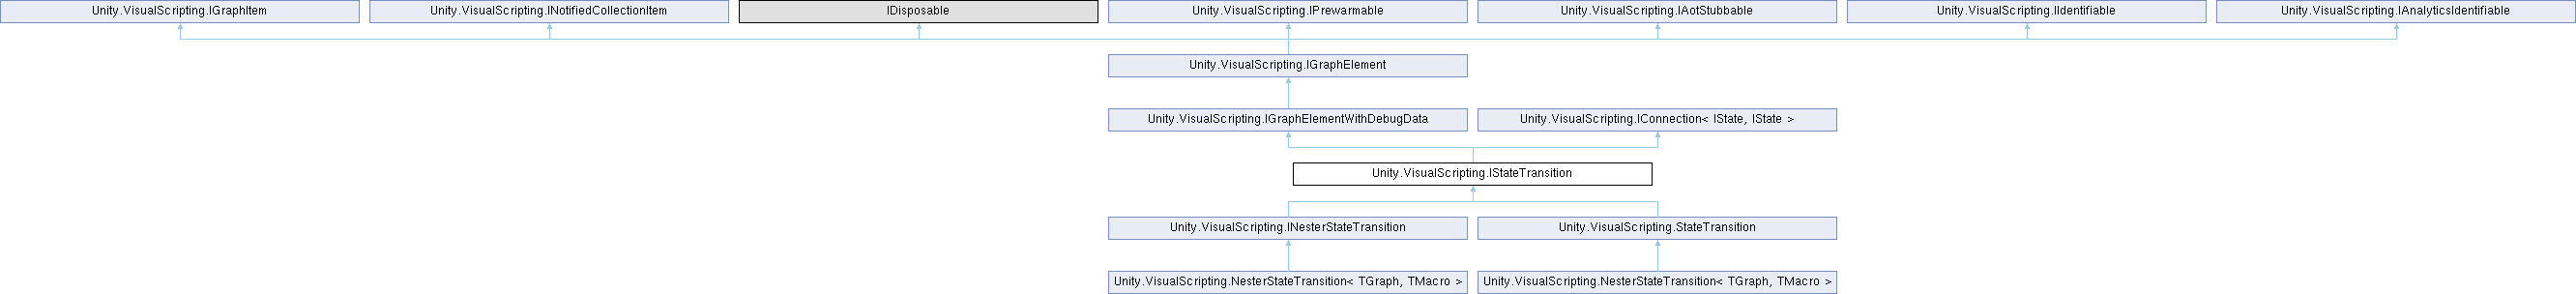 Unity.VisualScripting.IGraphItem
Unity.VisualScripting.INotifiedCollectionItem
IDisposable
Unity.VisualScripting.IPrewarmable
Unity.VisualScripting.IAotStubbable
Unity.VisualScripting.IIdentifiable
Unity.VisualScripting.IAnalyticsIdentifiable
Unity.VisualScripting.IGraphElement
Unity.VisualScripting.IGraphElementWithDebugData
Unity.VisualScripting.IConnection< IState, IState >
Unity.VisualScripting.IStateTransition
Unity.VisualScripting.INesterStateTransition
Unity.VisualScripting.StateTransition
Unity.VisualScripting.NesterStateTransition< TGraph, TMacro >
Unity.VisualScripting.NesterStateTransition< TGraph, TMacro >